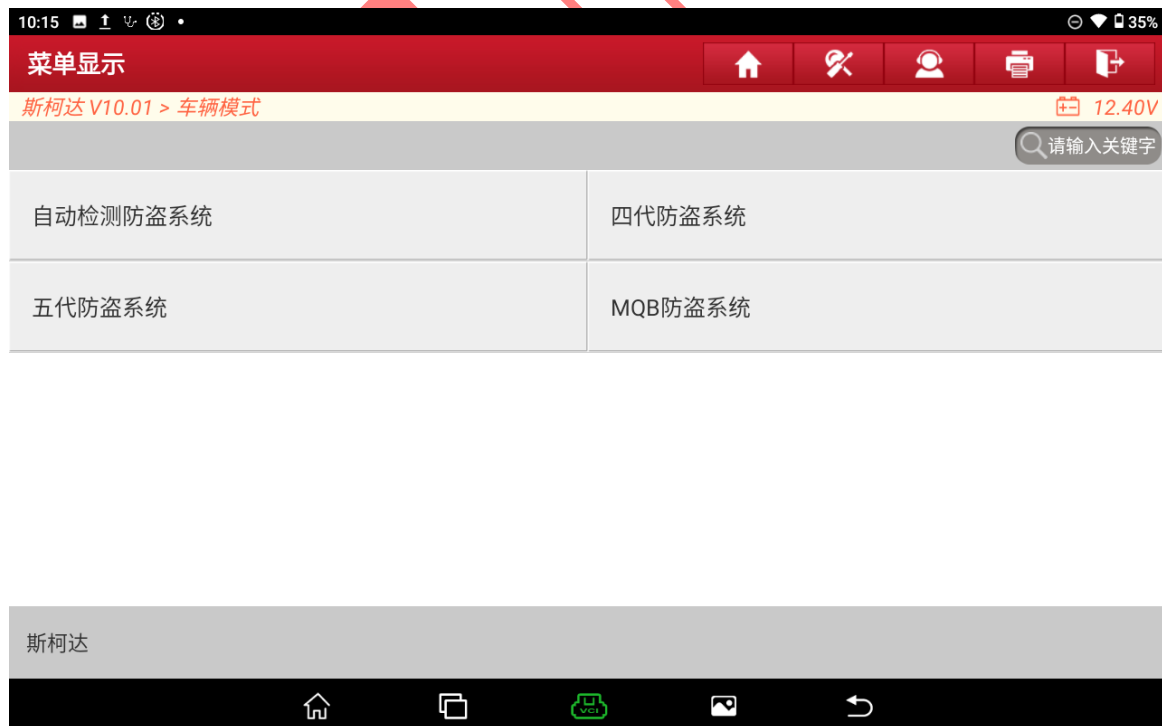 10:15 35%
菜单显示
斯柯达 V10.01 > 车辆模式 12.40V
请输入关键字
自动检测防盗系统 四代防盗系统
五代防盗系统 MQB防盗系统
斯柯达
VCI